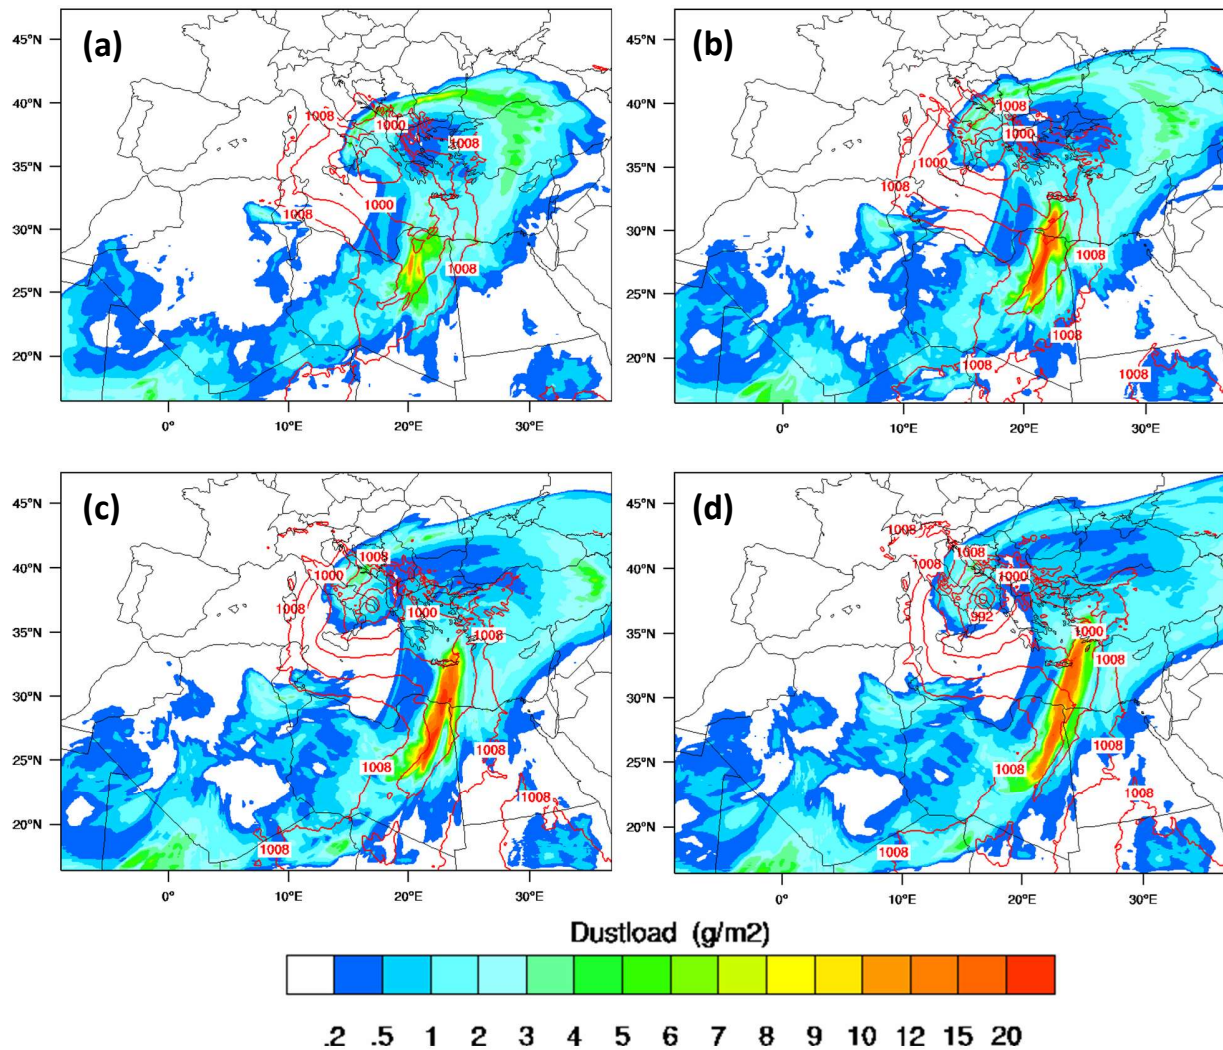 (a)
45°N
40°N
35°N
30°N
25°N
20°N
1008
1000
1008
1000
1008
1008
0°
10°E
20°E
30°E
(b)
45°N
40°N
35°N
30°N
25°N
20°N
1008
1000
1000
1008
1008
1008
1008
1008
0°
10°E
20°E
30°E
(c)
45°N
40°N
35°N
30°N
25°N
20°N
1008
1000
1008
1000
1008
1008
1008
1008
1008
0°
10°E
20°E
30°E
(d)
45°N
40°N
35°N
30°N
25°N
20°N
1008
1008
1008
1000
992
1000
1008
1008
1008
1008
1008
0°
10°E
20°E
30°E
Dustload (g/m2)
.2 .5 1 2 3 4 5 6 7 8 9 10 12 15 20